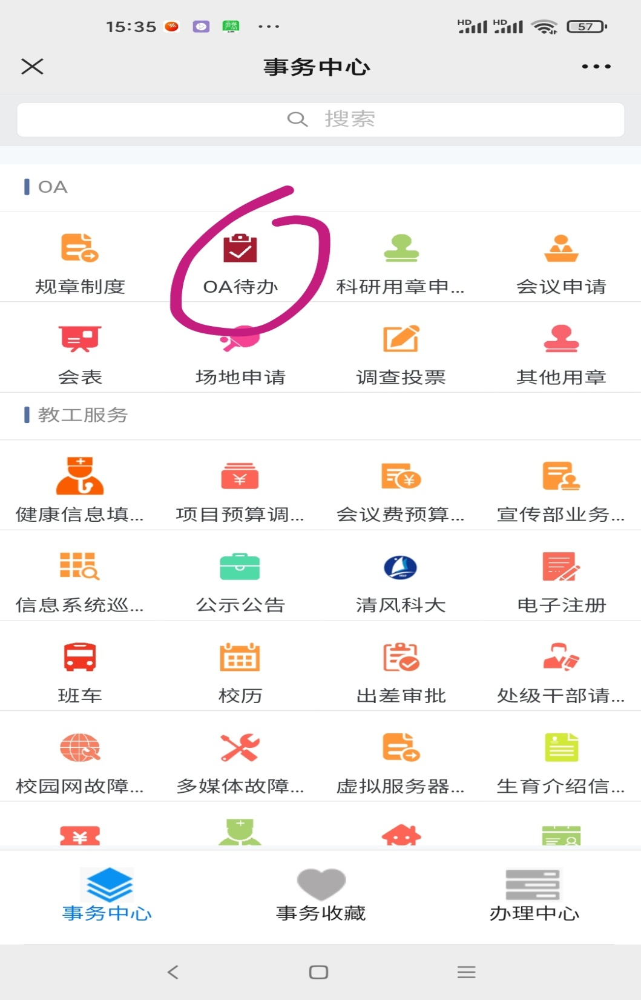 15:35 HD HD 57
事务中心
搜索
OA
规章制度 OA待办 科研用章申... 会议申请
会表 场地申请 调查投票 其他用章
教工服务
健康信息填... 项目预算调... 会议费预算... 宣传部业务...
信息系统巡... 公示公告 清风科大 电子注册
班车 校历 出差审批 处级干部请...
校园网故障... 多媒体故障... 虚拟服务器... 生育介绍信...
事务中心 事务收藏 办理中心